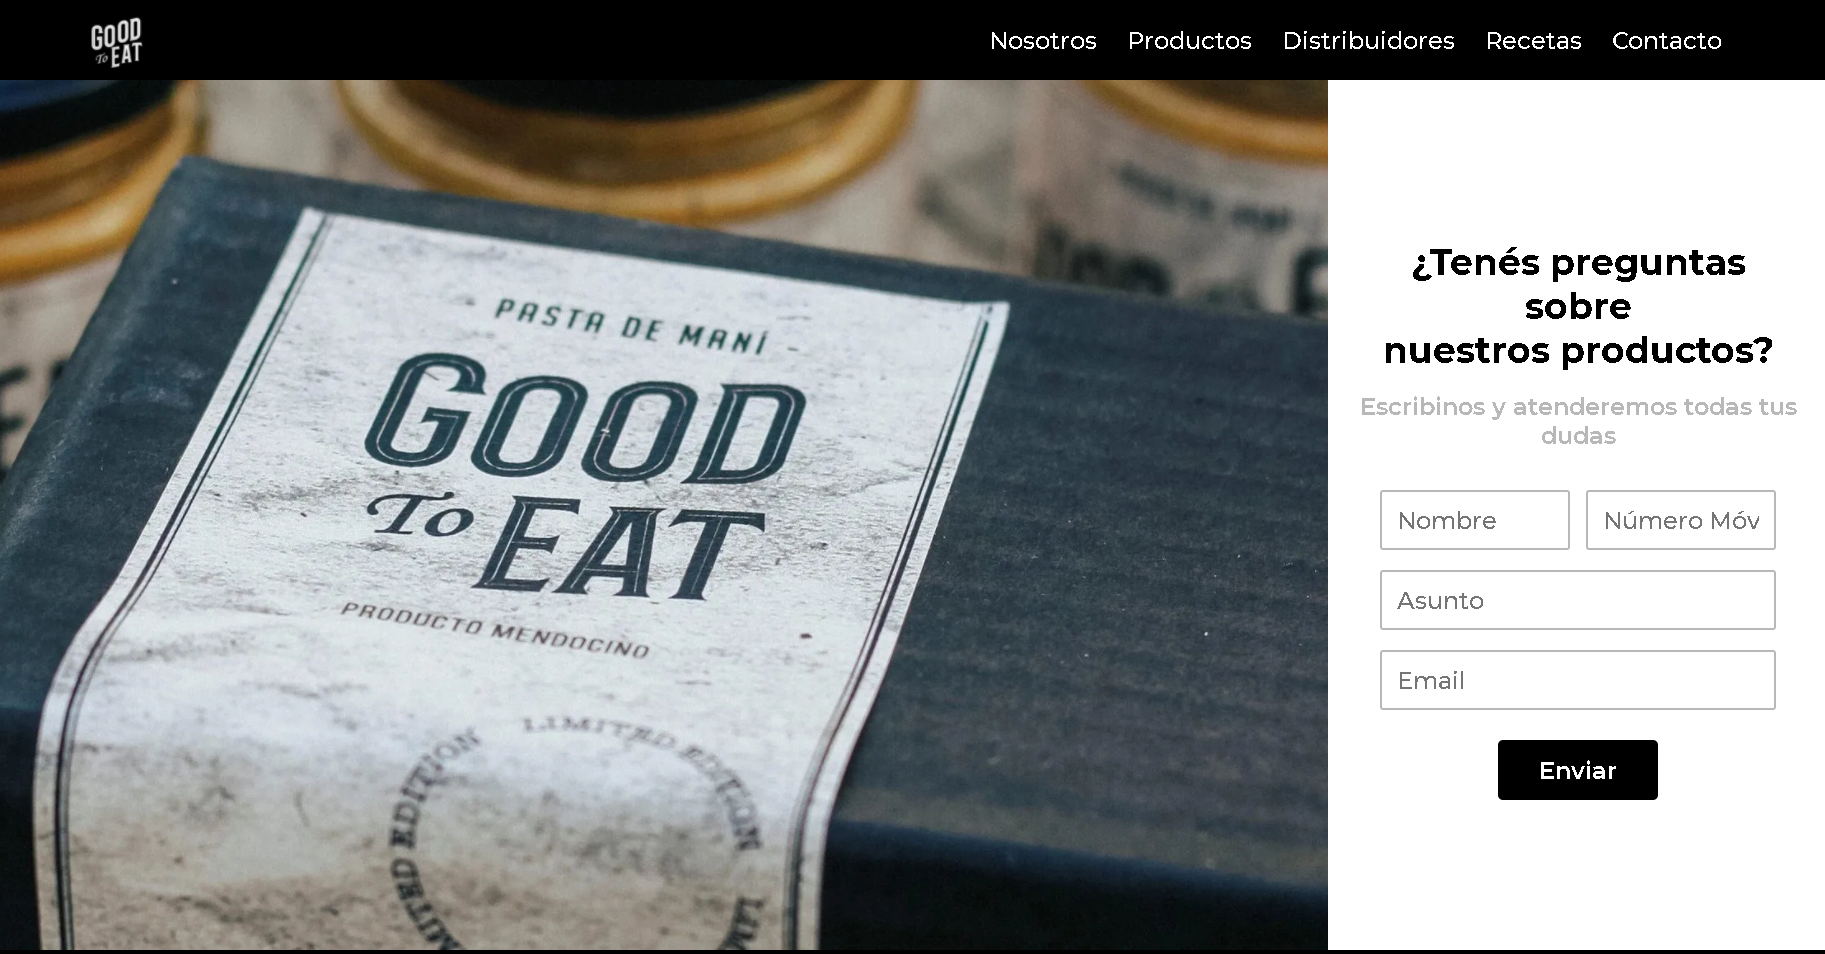 GOOD
To EAT
Nosotros Productos Distribuidores Recetas Contacto
- PASTA DE MANÍ -
GOOD
To EAT
PRODUCTO MENDOCINO
LIMITED EDITION
LIMITED EDITION
¿Tenés preguntas
sobre
nuestros productos?
Escribinos y atenderemos todas tus
dudas
Nombre Número Móv
Asunto
Email
Enviar